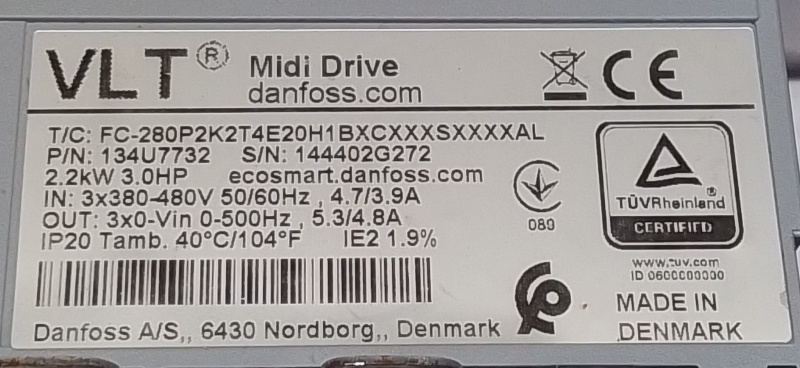 VLT® Midi Drive
danfoss.com
CE
T/C: FC-280P2K2T4E20H1BXCXXXSXXXXAL
P/N: 134U7732 S/N: 144402G272
2.2kW 3.0HP ecosmart.danfoss.com
IN: 3x380-480V 50/60Hz , 4.7/3.9A
OUT: 3x0-Vin 0-500Hz , 5.3/4.8A
IP20 Tamb. 40°C/104°F IE2 1.9%
089
TÜVRheinland®
CERTIFIED
www.tuv.com
ID 0600000000
Danfoss A/S,, 6430 Nordborg,, Denmark
MADE IN
DENMARK